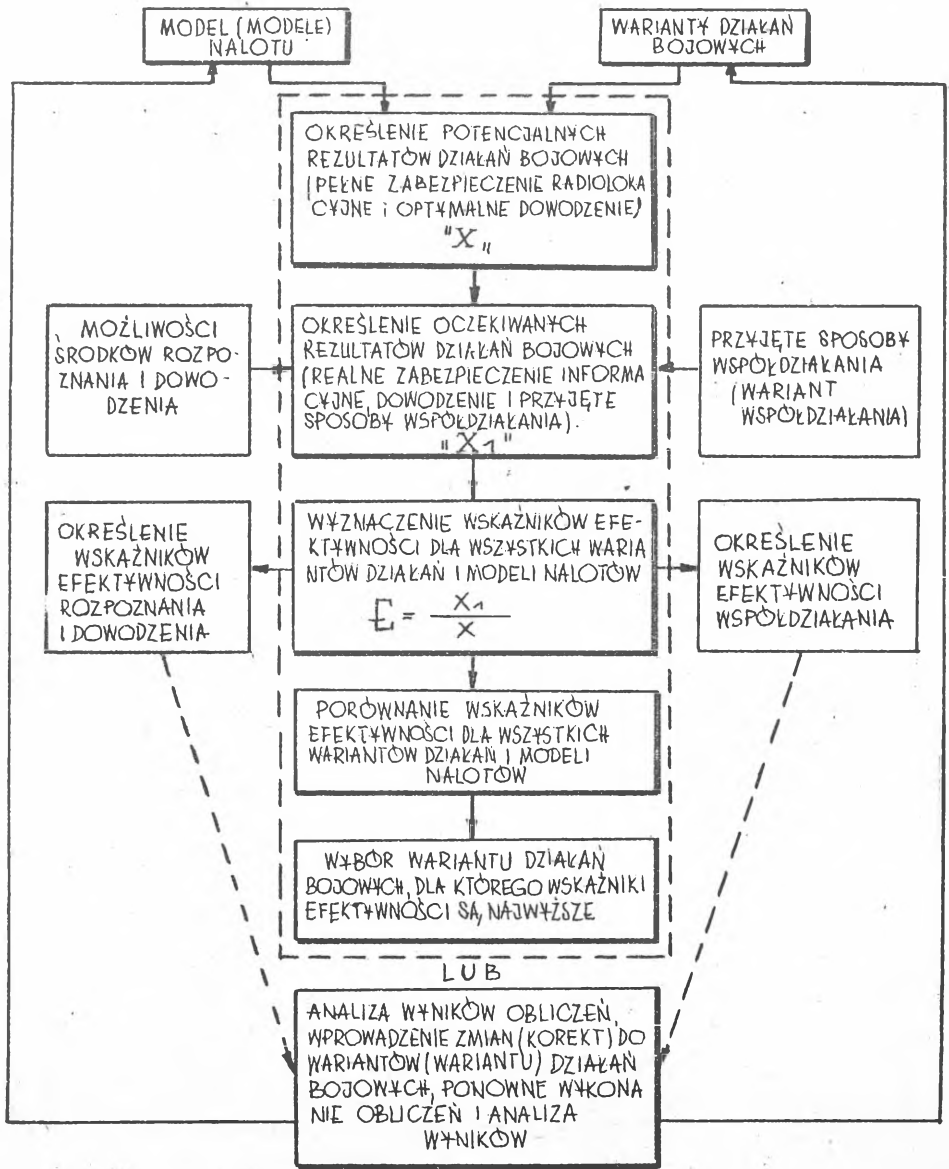 MODEL (MODELE)
NALOTU
WARIANTY DZIAŁAŃ
BOJOWYCH
OKREŚLENIE POTENCJALNYCH
REZULTATÓW DZIAŁAŃ BOJOWYCH
(PEŁNE ZABEZPIECZENIE RADIOLOKA
CYJNE i OPTYMALNE DOWODZENIE)
"X"
MOŻLIWOŚCI
ŚRODKÓW ROZPO-
ZNANIA I DOWO-
DZENIA
OKREŚLENIE OCZEKIWANYCH
REZULTATÓW DZIAŁAŃ BOJOWYCH
(REALNE ZABEZPIECZENIE INFORMA
CYJNE, DOWODZENIE I PRZYJĘTE
SPOSOBY WSPÓŁDZIAŁANIA).
"X1"
PRZYJĘTE SPOSOBY
WSPÓŁDZIAŁANIA
(WARIANT
WSPÓŁDZIAŁANIA)
OKREŚLENIE
WSKAŹNIKÓW
EFEKTYWNOŚCI
ROZPOZNANIA
I DOWODZENIA
WYZNACZENIE WSKAŹNIKÓW EFE-
KTYWNOŚCI DLA WSZYSTKICH WARIA
NTÓW DZIAŁAŃ I MODELI NALOTÓW
E = X1 / X
OKREŚLENIE
WSKAŹNIKÓW
EFEKTYWNOŚCI
WSPÓŁDZIAŁANIA
PORÓWNANIE WSKAŹNIKÓW
EFEKTYWNOŚCI DLA WSZYSTKICH
WARIANTÓW DZIAŁAŃ I MODELI
NALOTÓW
WYBÓR WARIANTU DZIAŁAŃ
BOJOWYCH, DLA KTÓREGO WSKAŹNIKI
EFEKTYWNOŚCI SĄ NAJWYŻSZE
LUB
ANALIZA WYNIKÓW OBLICZEŃ,
WPROWADZENIE ZMIAN (KOREKT) DO
WARIANTÓW (WARIANTU) DZIAŁAŃ
BOJOWYCH, PONOWNE WYKONA
NIE OBLICZEŃ I ANALIZA
WYNIKÓW